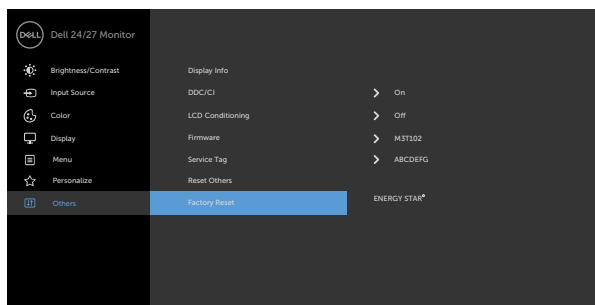 DELL Dell 24/27 Monitor
Brightness/Contrast Display Info
Input Source DDC/CI On
Color LCD Conditioning Off
Display Firmware M3T102
Menu Service Tag ABCDEFG
Personalize Reset Others
Others Factory Reset ENERGY STAR®